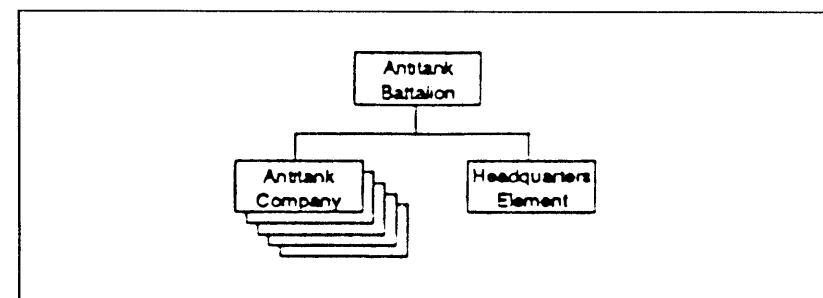 Antitank
Battalion
Antitank
Company
Headquarters
Element